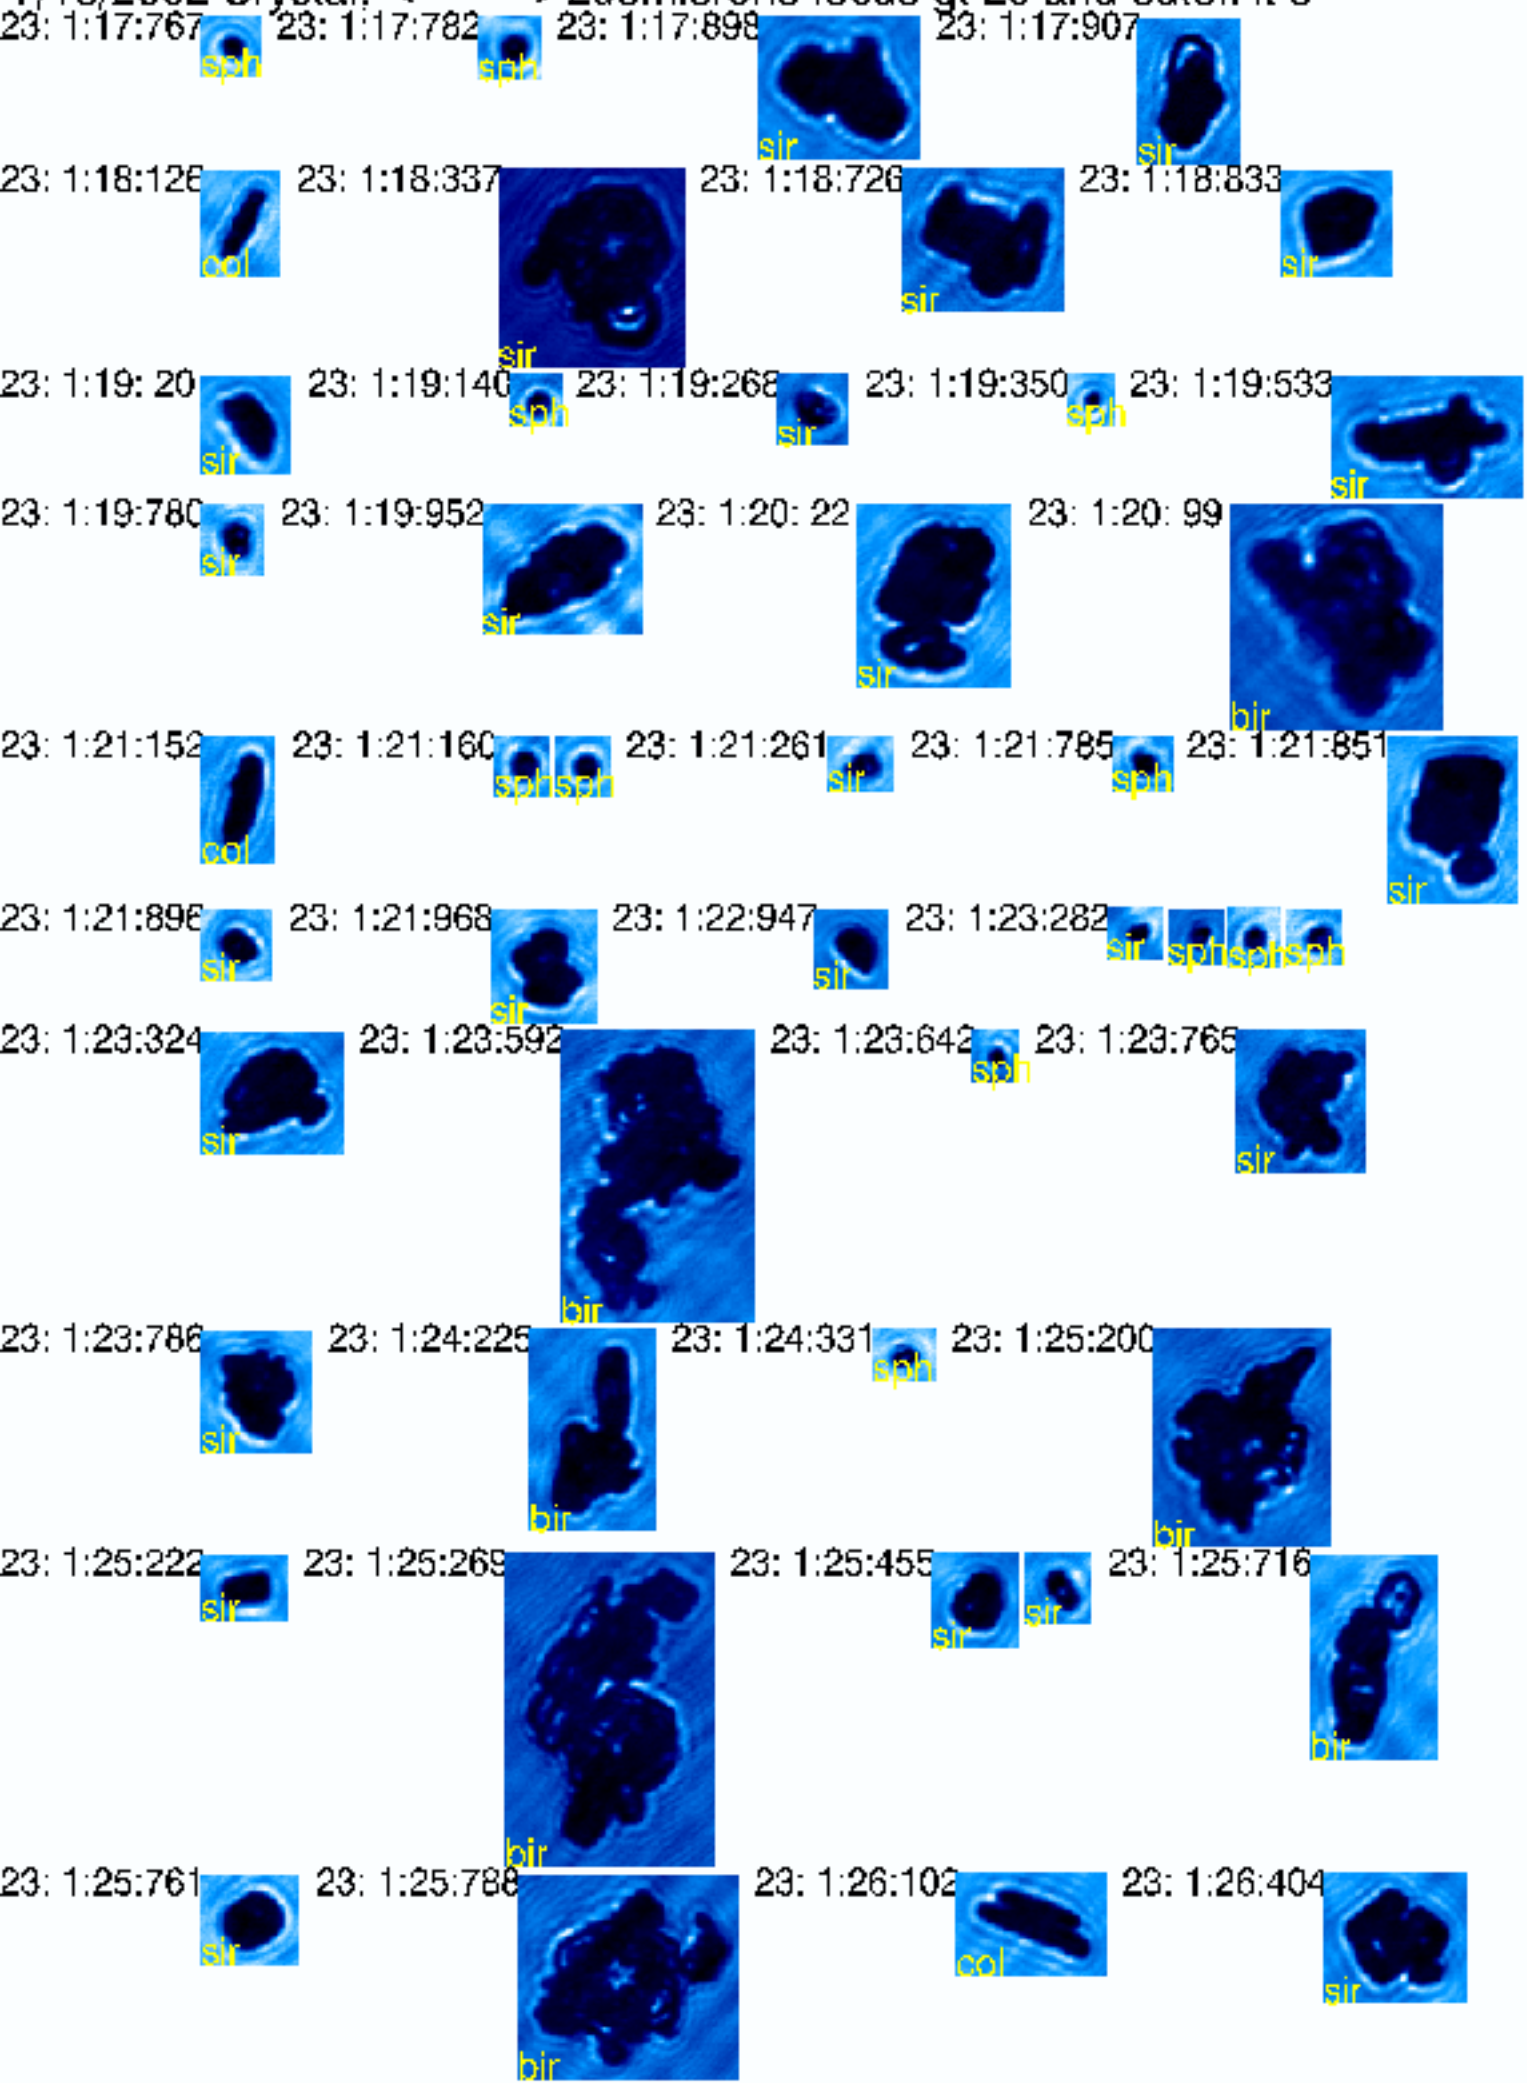 23: 1:17:767 23: 1:17:782 23: 1:17:898 23: 1:17:907
sph sph sir sir
23: 1:18:126 23: 1:18:337 23: 1:18:726 23: 1:18:833
col sir sir sir
23: 1:19: 20 23: 1:19:140 23: 1:19:268 23: 1:19:350 23: 1:19:533
sir sph sir sph sir
23: 1:19:780 23: 1:19:952 23: 1:20: 22 23: 1:20: 99
sir sir sir bir
23: 1:21:152 23: 1:21:160 23: 1:21:261 23: 1:21:785 23: 1:21:851
col sph sph sir sph sir
23: 1:21:896 23: 1:21:968 23: 1:22:947 23: 1:23:282
sir sir sir sir sph sph sph
23: 1:23:324 23: 1:23:592 23: 1:23:642 23: 1:23:765
sir bir sph sir
23: 1:23:786 23: 1:24:225 23: 1:24:331 23: 1:25:200
sir bir sph bir
23: 1:25:222 23: 1:25:269 23: 1:25:455 23: 1:25:716
sir bir sir sir bir
23: 1:25:761 23: 1:25:788 23: 1:26:102 23: 1:26:404
sir bir col sir